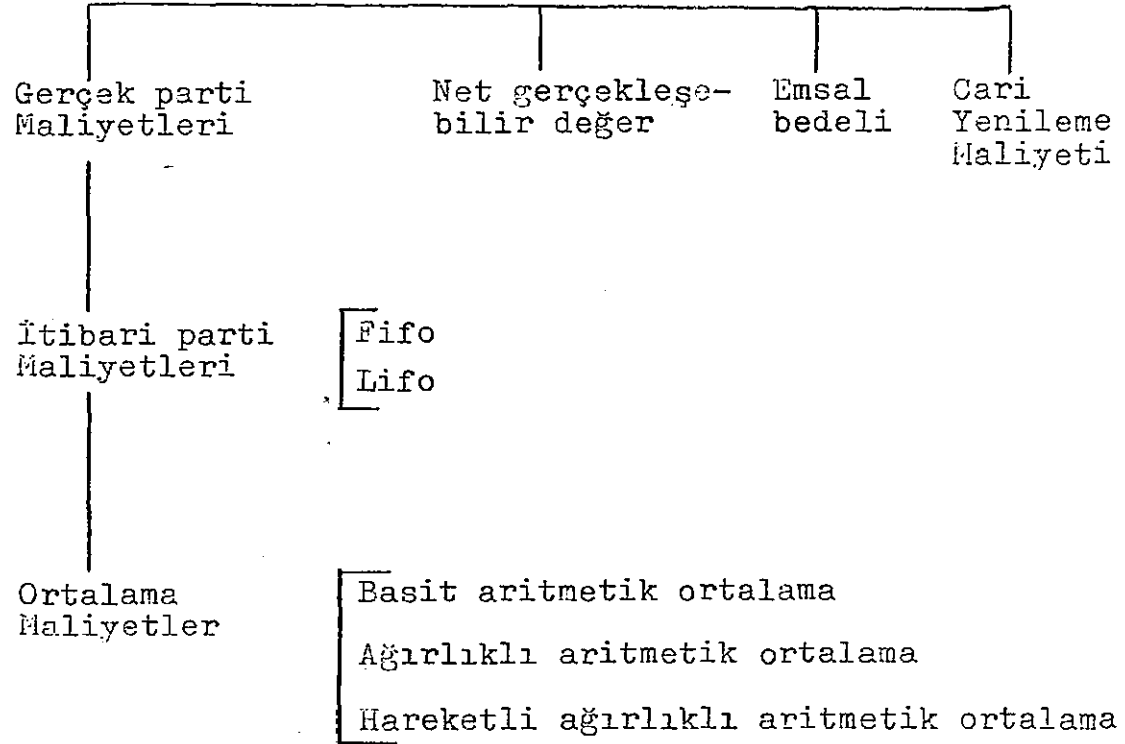 Gerçek parti
Maliyetleri
Net gerçekleşe-
bilir değer
Emsal
bedeli
Cari
Yenileme
Maliyeti
İtibari parti
Maliyetleri
Fifo
Lifo
Ortalama
Maliyetler
Basit aritmetik ortalama
Ağırlıklı aritmetik ortalama
Hareketli ağırlıklı aritmetik ortalama